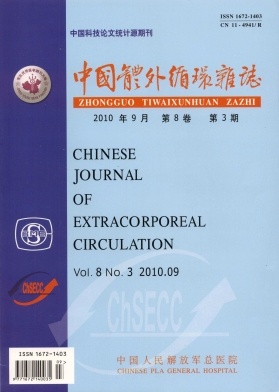 中国科技论文统计源期刊
ISSN 1672-1403
CN 11-4941/R
中國體外循環雜誌
ZHONGGUO TIWAIXUNHUAN ZAZHI
2010 年 9 月 第 8 卷 第 3 期
CHINESE
JOURNAL
OF
EXTRACORPOREAL
CIRCULATION
Vol. 8 No. 3 2010.09
ChSECC
ChSECC
ISSN 1672-1403
中国人民解放军总医院
CHINESE PLA GENERAL HOSPITAL